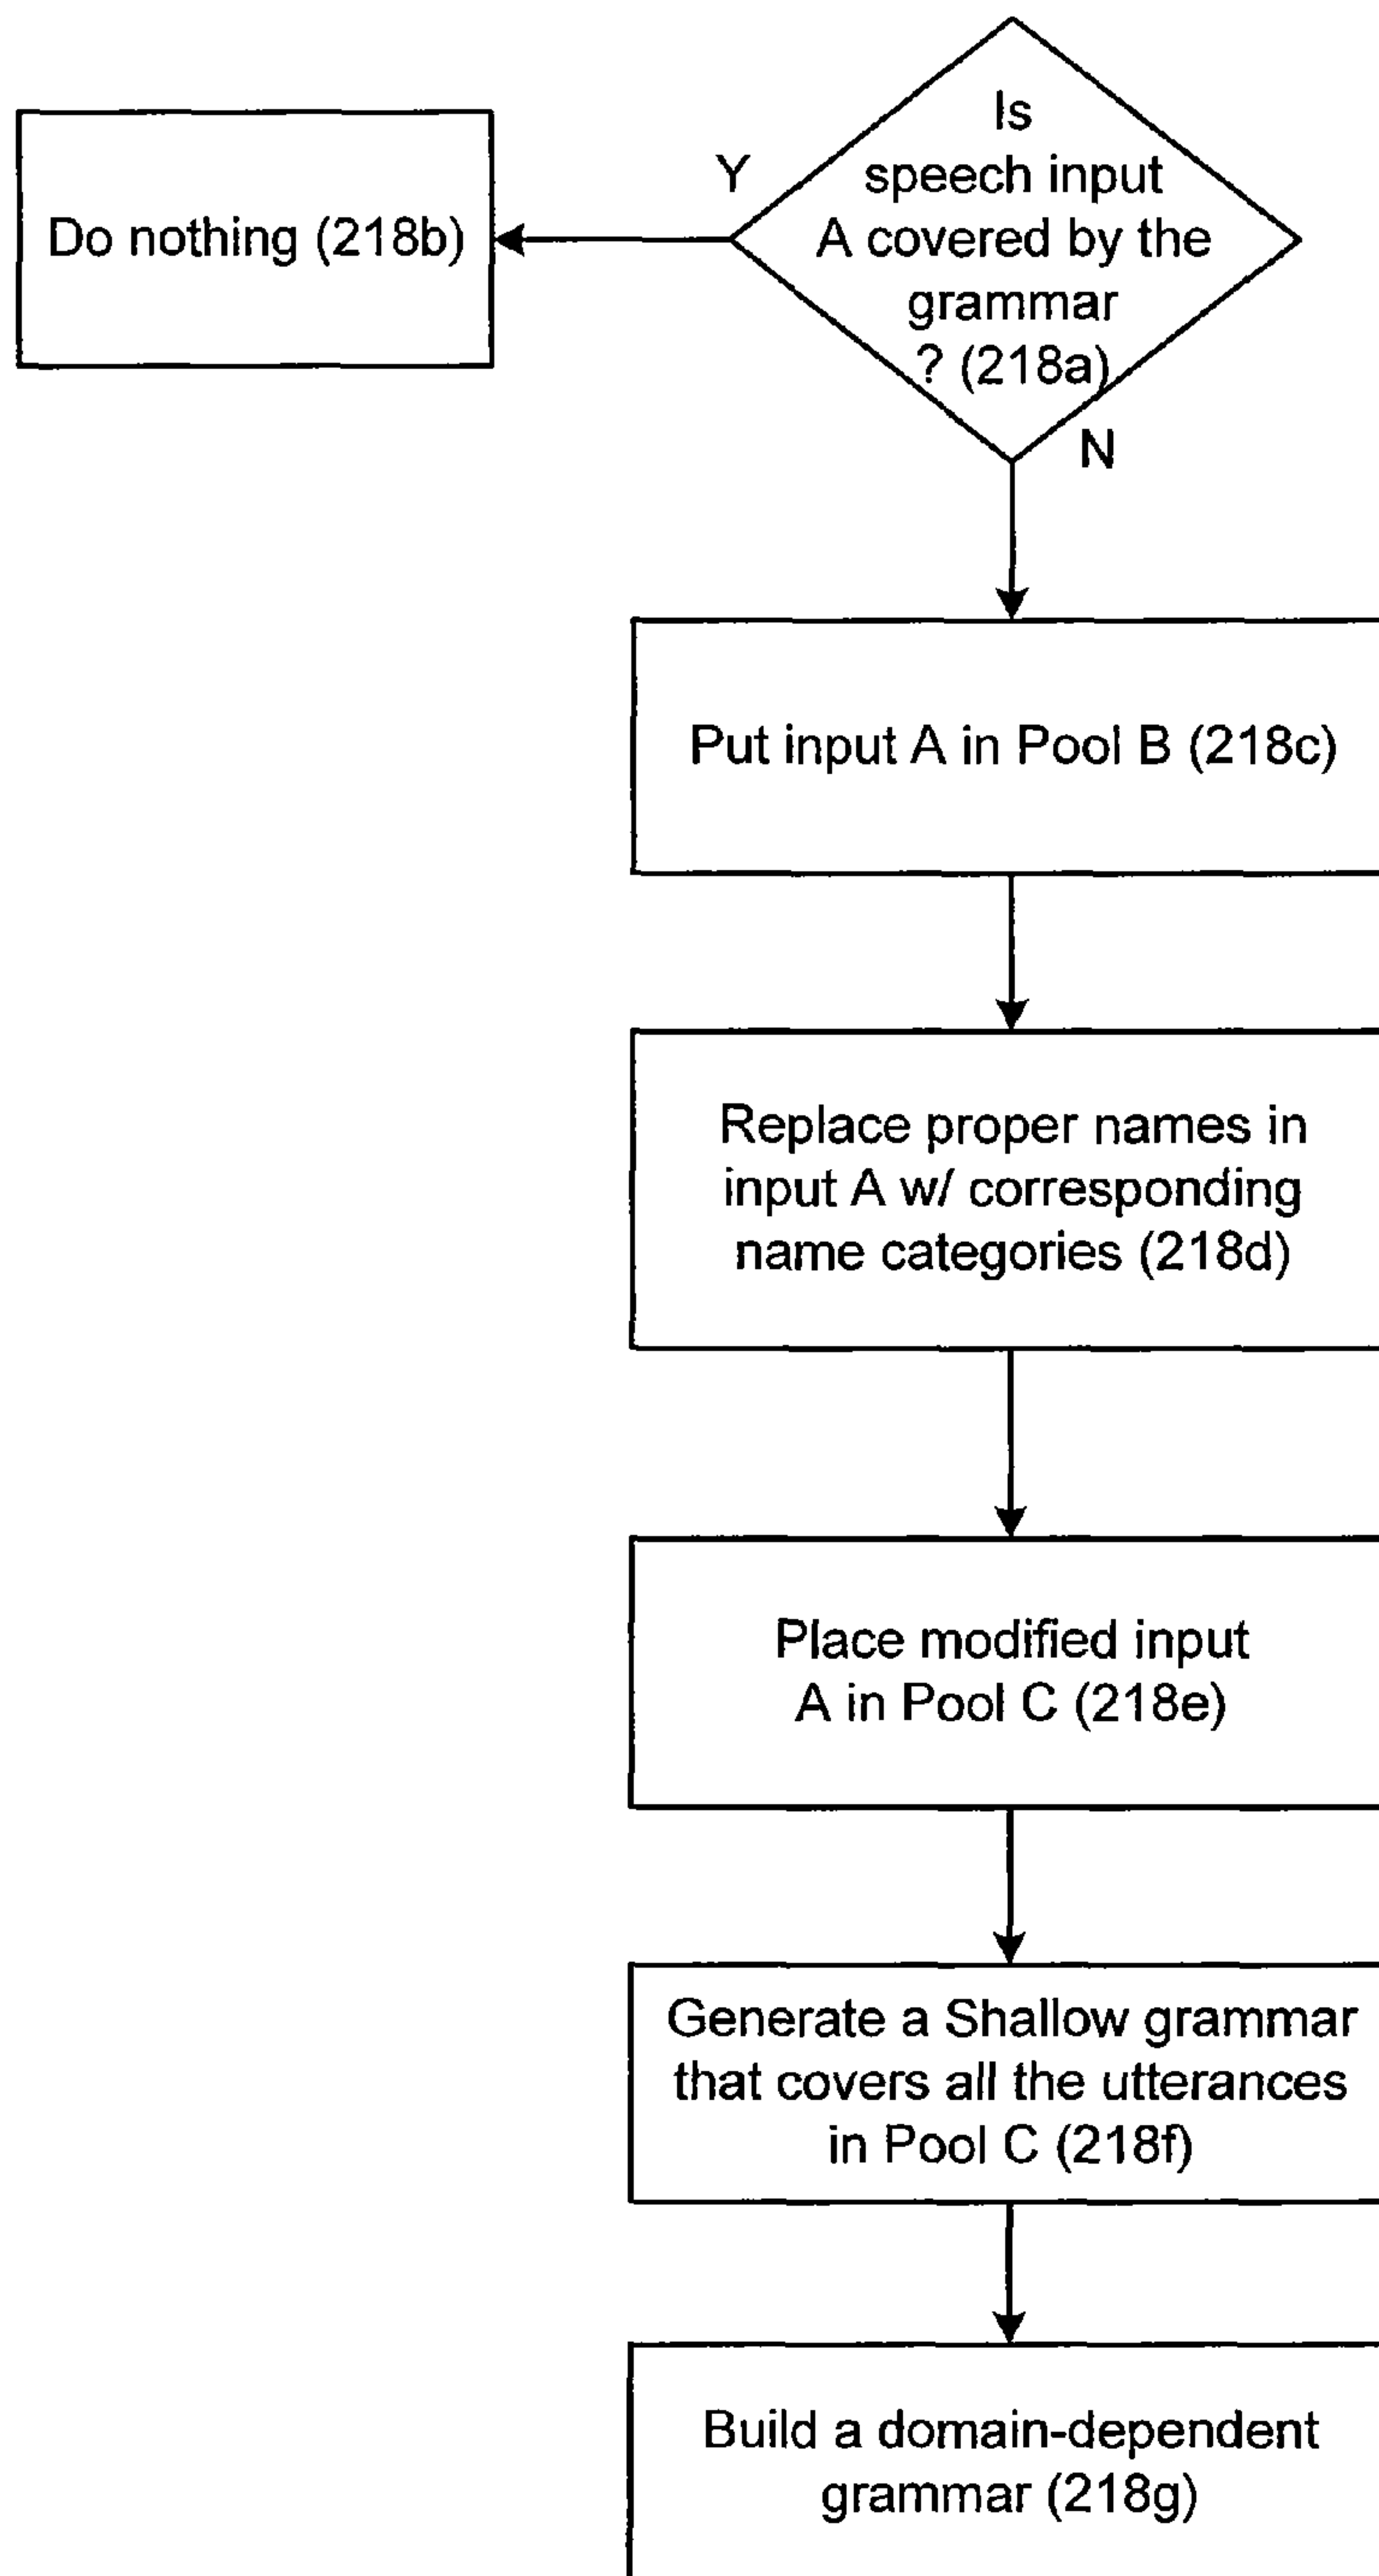 Is
speech input
A covered by the
grammar
? (218a)
Y
Do nothing (218b)
N
Put input A in Pool B (218c)
Replace proper names in
input A w/ corresponding
name categories (218d)
Place modified input
A in Pool C (218e)
Generate a Shallow grammar
that covers all the utterances
in Pool C (218f)
Build a domain-dependent
grammar (218g)